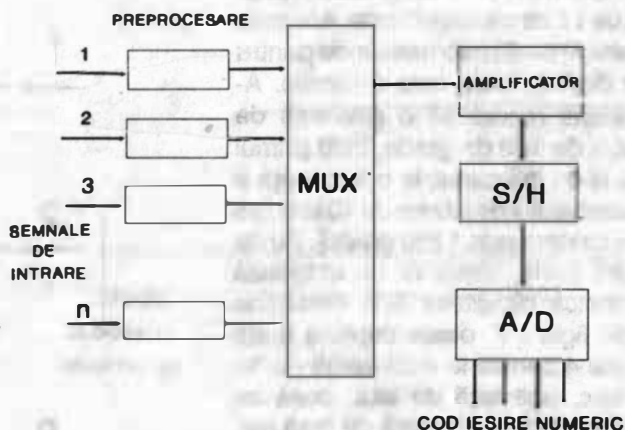 PREPROCESARE
1
2
3
n
SEMNALE
DE
INTRARE
MUX
AMPLIFICATOR
S/H
A/D
COD IESIRE NUMERIC